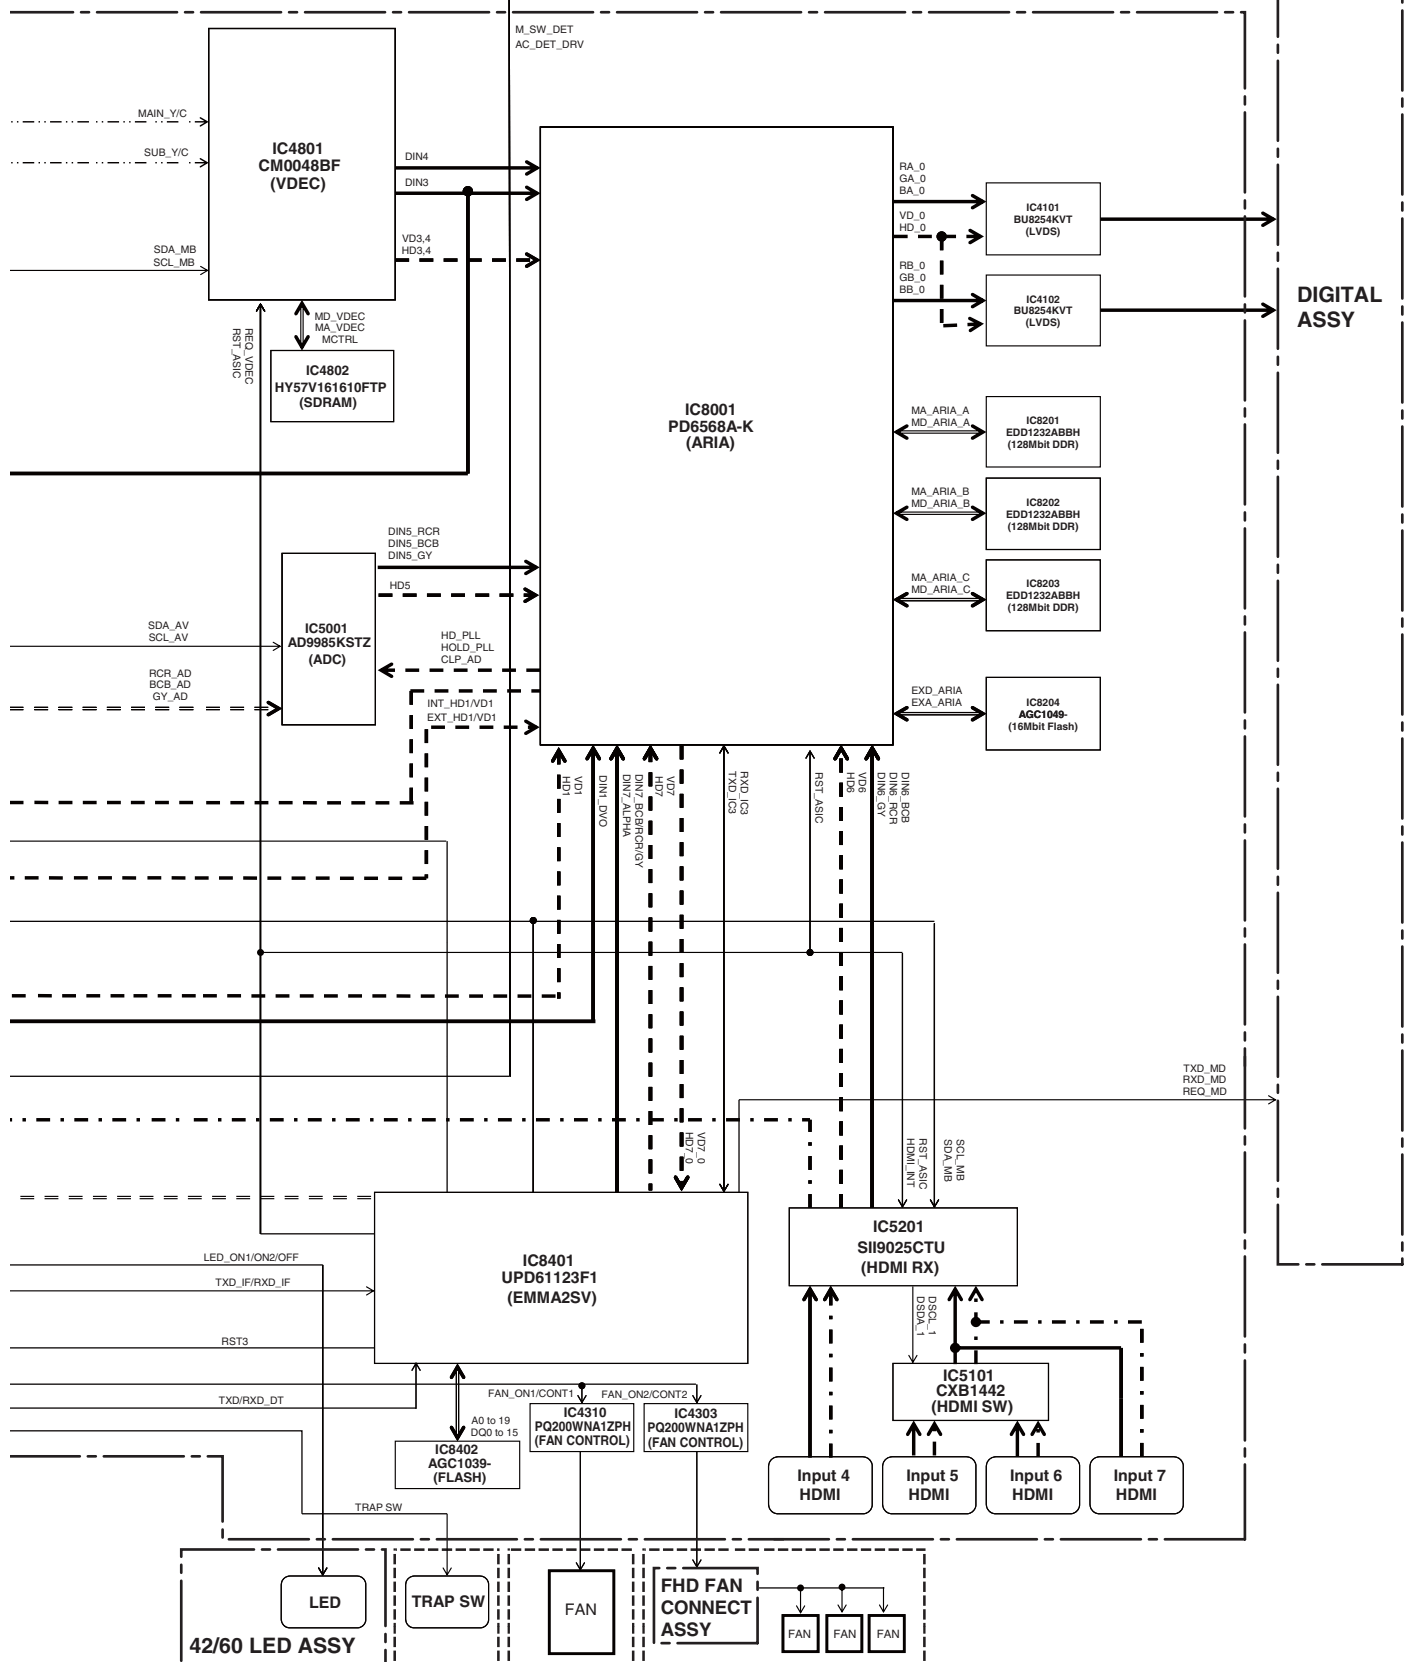 M_SW_DET
AC_DET_DRV
MAIN_Y/C
SUB_Y/C
SDA_MB
SCL_MB
IC4801
CM0048BF
(VDEC)
DIN4
DIN3
VD3,4
HD3,4
REQ_VDEC
RST_ASIC
MD_VDEC
MA_VDEC
MCTRL
IC4802
HY57V161610FTP
(SDRAM)
IC8001
PD6568A-K
(ARIA)
RA_0
GA_0
BA_0
VD_0
HD_0
RB_0
GB_0
BB_0
IC4101
BU8254KVT
(LVDS)
IC4102
BU8254KVT
(LVDS)
DIGITAL
ASSY
MA_ARIA_A
MD_ARIA_A
IC8201
EDD1232ABBH
(128Mbit DDR)
MA_ARIA_B
MD_ARIA_B
IC8202
EDD1232ABBH
(128Mbit DDR)
MA_ARIA_C
MD_ARIA_C
IC8203
EDD1232ABBH
(128Mbit DDR)
EXD_ARIA
EXA_ARIA
IC8204
AGC1049-
(16Mbit Flash)
DIN5_RCR
DIN5_BCB
DIN5_GY
HD5
SDA_AV
SCL_AV
RCR_AD
BCB_AD
GY_AD
IC5001
AD9985KSTZ
(ADC)
HD_PLL
HOLD_PLL
CLP_AD
INT_HD1/VD1
EXT_HD1/VD1
VD1
HD1
DIN1_DVO
DIN7_BCB/RCR/GY
DIN7_ALPHA
VD7
HD7
RXD_IC3
TXD_IC3
RST_ASIC
VD6
HD6
DIN6_BCB
DIN6_RCR
DIN6_GY
TXD_MD
RXD_MD
REQ_MD
VD7_0
HD7_0
RST_ASIC
HDMI_INT
SCL_MB
SDA_MB
IC8401
UPD61123F1
(EMMA2SV)
IC5201
SII9025CTU
(HDMI RX)
LED_ON1/ON2/OFF
TXD_IF/RXD_IF
RST3
TXD/RXD_DT
DSCL_1
DSDA_1
IC5101
CXB1442
(HDMI SW)
FAN_ON1/CONT1
FAN_ON2/CONT2
A0 to 19
DQ0 to 15
IC8402
AGC1039-
(FLASH)
IC4310
PQ200WNA1ZPH
(FAN CONTROL)
IC4303
PQ200WNA1ZPH
(FAN CONTROL)
Input 4
HDMI
Input 5
HDMI
Input 6
HDMI
Input 7
HDMI
TRAP SW
LED
42/60 LED ASSY
TRAP SW
FAN
FHD FAN
CONNECT
ASSY
FAN
FAN
FAN